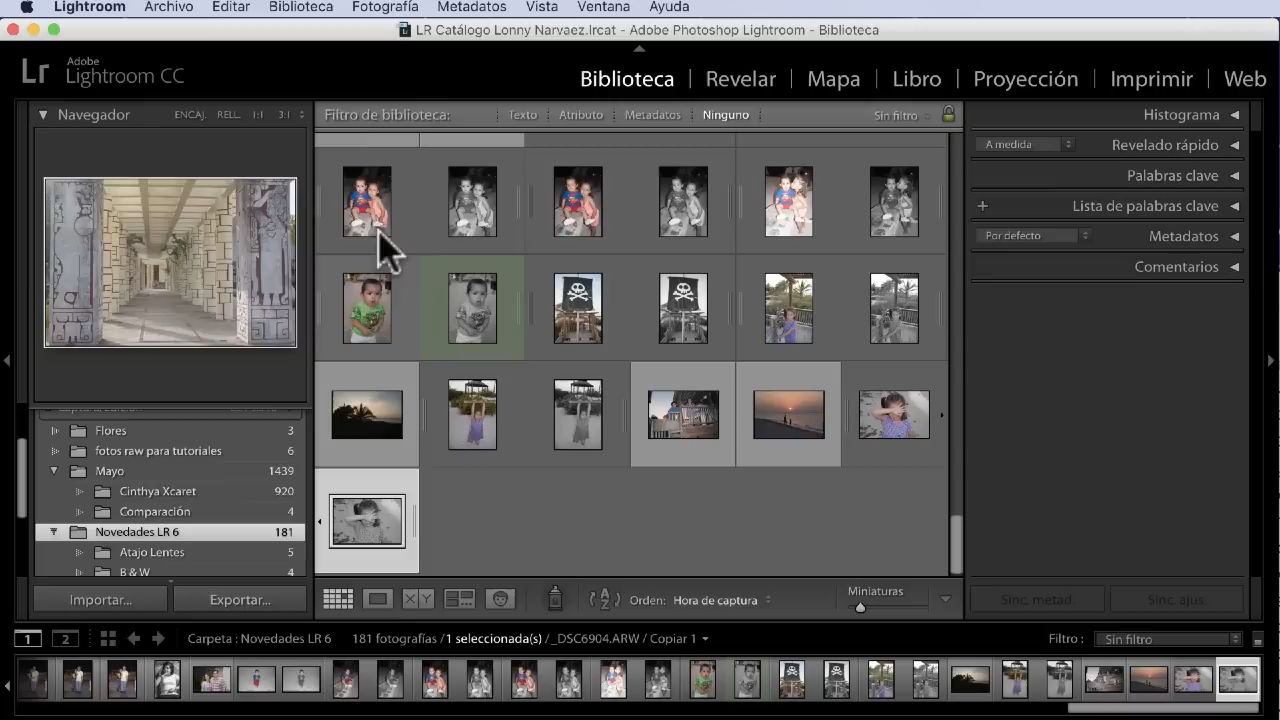 Lightroom Archivo Editar Biblioteca Fotografía Metadatos Vista Ventana Ayuda
LR Catálogo Lonny Narvaez.lrcat - Adobe Photoshop Lightroom - Biblioteca
Lr Adobe
Lightroom CC
Biblioteca | Revelar | Mapa | Libro | Proyección | Imprimir | Web
Navegador ENCAJ. RELL. 1:1 3:1
Filtro de biblioteca: Texto Atributo Metadatos Ninguno Sin filtro
Histograma
A medida Revelado rápido
Palabras clave
+ Lista de palabras clave
Por defecto Metadatos
Comentarios
Flores 3
fotos raw para tutoriales 6
Mayo 1439
Cinthya Xcaret 920
Comparación 4
Novedades LR 6 181
Atajo Lentes 5
B & W 4
Importar... Exportar...
X Y
A Z Orden: Hora de captura
Miniaturas
Sinc. metad. Sinc. ajus.
1 2 Carpeta : Novedades LR 6 181 fotografías /1 seleccionada(s) /_DSC6904.ARW / Copiar 1
Filtro : Sin filtro